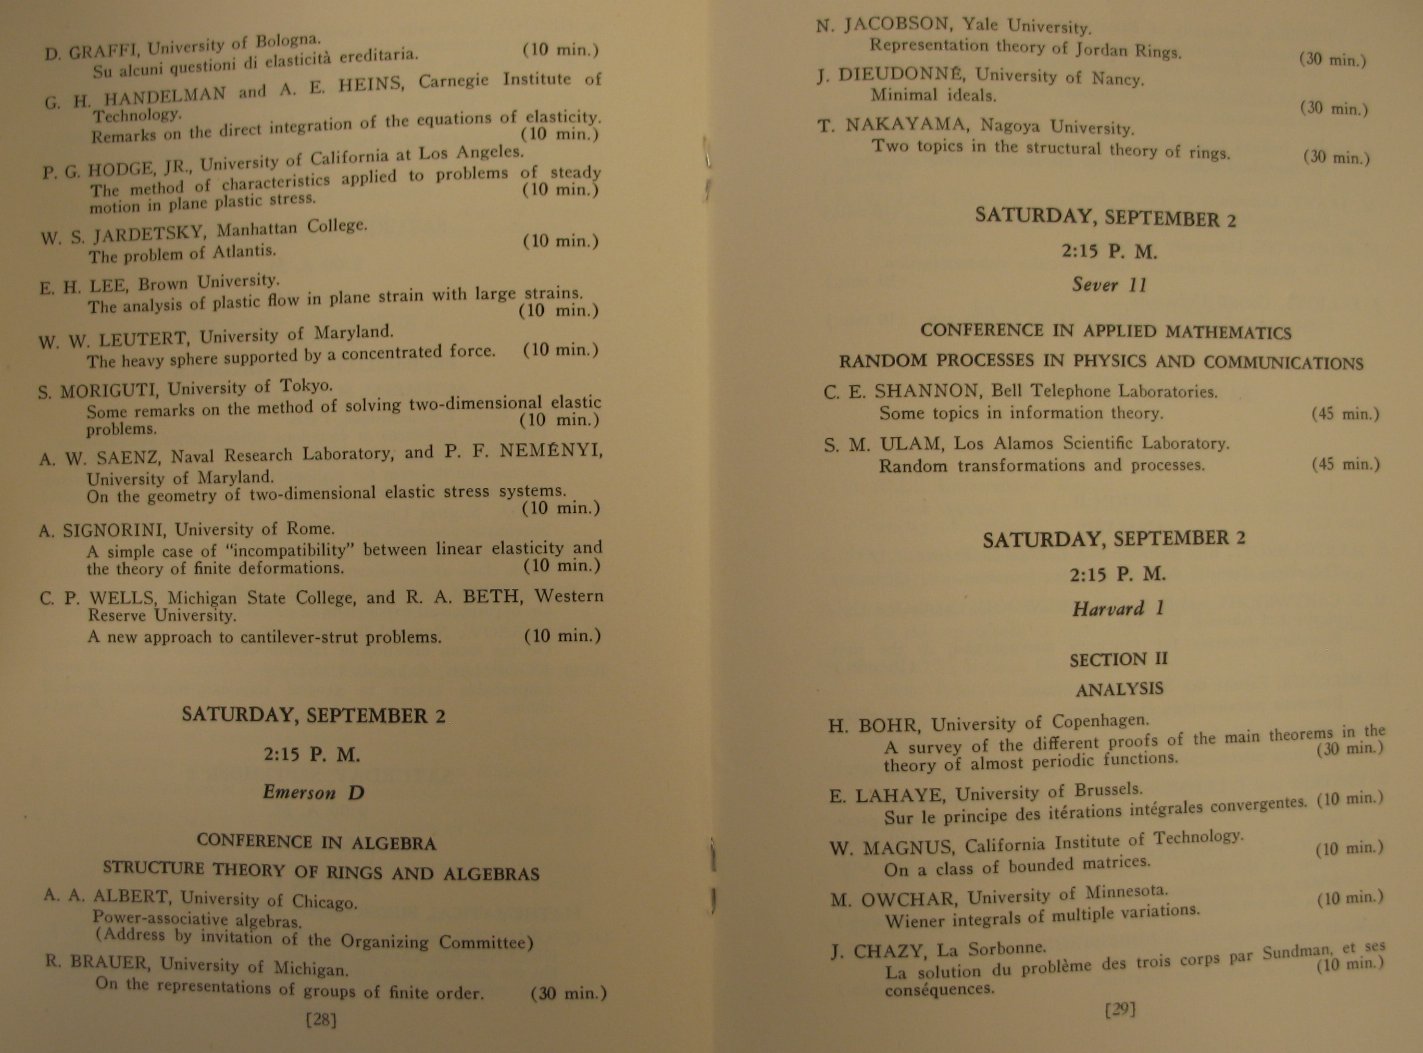 D. GRAFFI, University of Bologna.
Su alcuni questioni di elasticità ereditaria. (10 min.)
G. H. HANDELMAN and A. E. HEINS, Carnegie Institute of
Technology.
Remarks on the direct integration of the equations of elasticity.
(10 min.)
P. G. HODGE, JR., University of California at Los Angeles.
The method of characteristics applied to problems of steady
motion in plane plastic stress. (10 min.)
W. S. JARDETSKY, Manhattan College.
The problem of Atlantis. (10 min.)
E. H. LEE, Brown University.
The analysis of plastic flow in plane strain with large strains.
(10 min.)
W. W. LEUTERT, University of Maryland.
The heavy sphere supported by a concentrated force. (10 min.)
S. MORIGUTI, University of Tokyo.
Some remarks on the method of solving two-dimensional elastic
problems. (10 min.)
A. W. SAENZ, Naval Research Laboratory, and P. F. NEMÉNYI,
University of Maryland.
On the geometry of two-dimensional elastic stress systems.
(10 min.)
A. SIGNORINI, University of Rome.
A simple case of "incompatibility" between linear elasticity and
the theory of finite deformations. (10 min.)
C. P. WELLS, Michigan State College, and R. A. BETH, Western
Reserve University.
A new approach to cantilever-strut problems. (10 min.)
SATURDAY, SEPTEMBER 2
2:15 P. M.
Emerson D
CONFERENCE IN ALGEBRA
STRUCTURE THEORY OF RINGS AND ALGEBRAS
A. A. ALBERT, University of Chicago.
Power-associative algebras.
(Address by invitation of the Organizing Committee)
R. BRAUER, University of Michigan.
On the representations of groups of finite order. (30 min.)
[28]
N. JACOBSON, Yale University.
Representation theory of Jordan Rings. (30 min.)
J. DIEUDONNÉ, University of Nancy.
Minimal ideals. (30 min.)
T. NAKAYAMA, Nagoya University.
Two topics in the structural theory of rings. (30 min.)
SATURDAY, SEPTEMBER 2
2:15 P. M.
Sever 11
CONFERENCE IN APPLIED MATHEMATICS
RANDOM PROCESSES IN PHYSICS AND COMMUNICATIONS
C. E. SHANNON, Bell Telephone Laboratories.
Some topics in information theory. (45 min.)
S. M. ULAM, Los Alamos Scientific Laboratory.
Random transformations and processes. (45 min.)
SATURDAY, SEPTEMBER 2
2:15 P. M.
Harvard 1
SECTION II
ANALYSIS
H. BOHR, University of Copenhagen.
A survey of the different proofs of the main theorems in the
theory of almost periodic functions. (30 min.)
E. LAHAYE, University of Brussels.
Sur le principe des itérations intégrales convergentes. (10 min.)
W. MAGNUS, California Institute of Technology.
On a class of bounded matrices. (10 min.)
M. OWCHAR, University of Minnesota.
Wiener integrals of multiple variations. (10 min.)
J. CHAZY, La Sorbonne.
La solution du problème des trois corps par Sundman, et ses
conséquences. (10 min.)
[29]